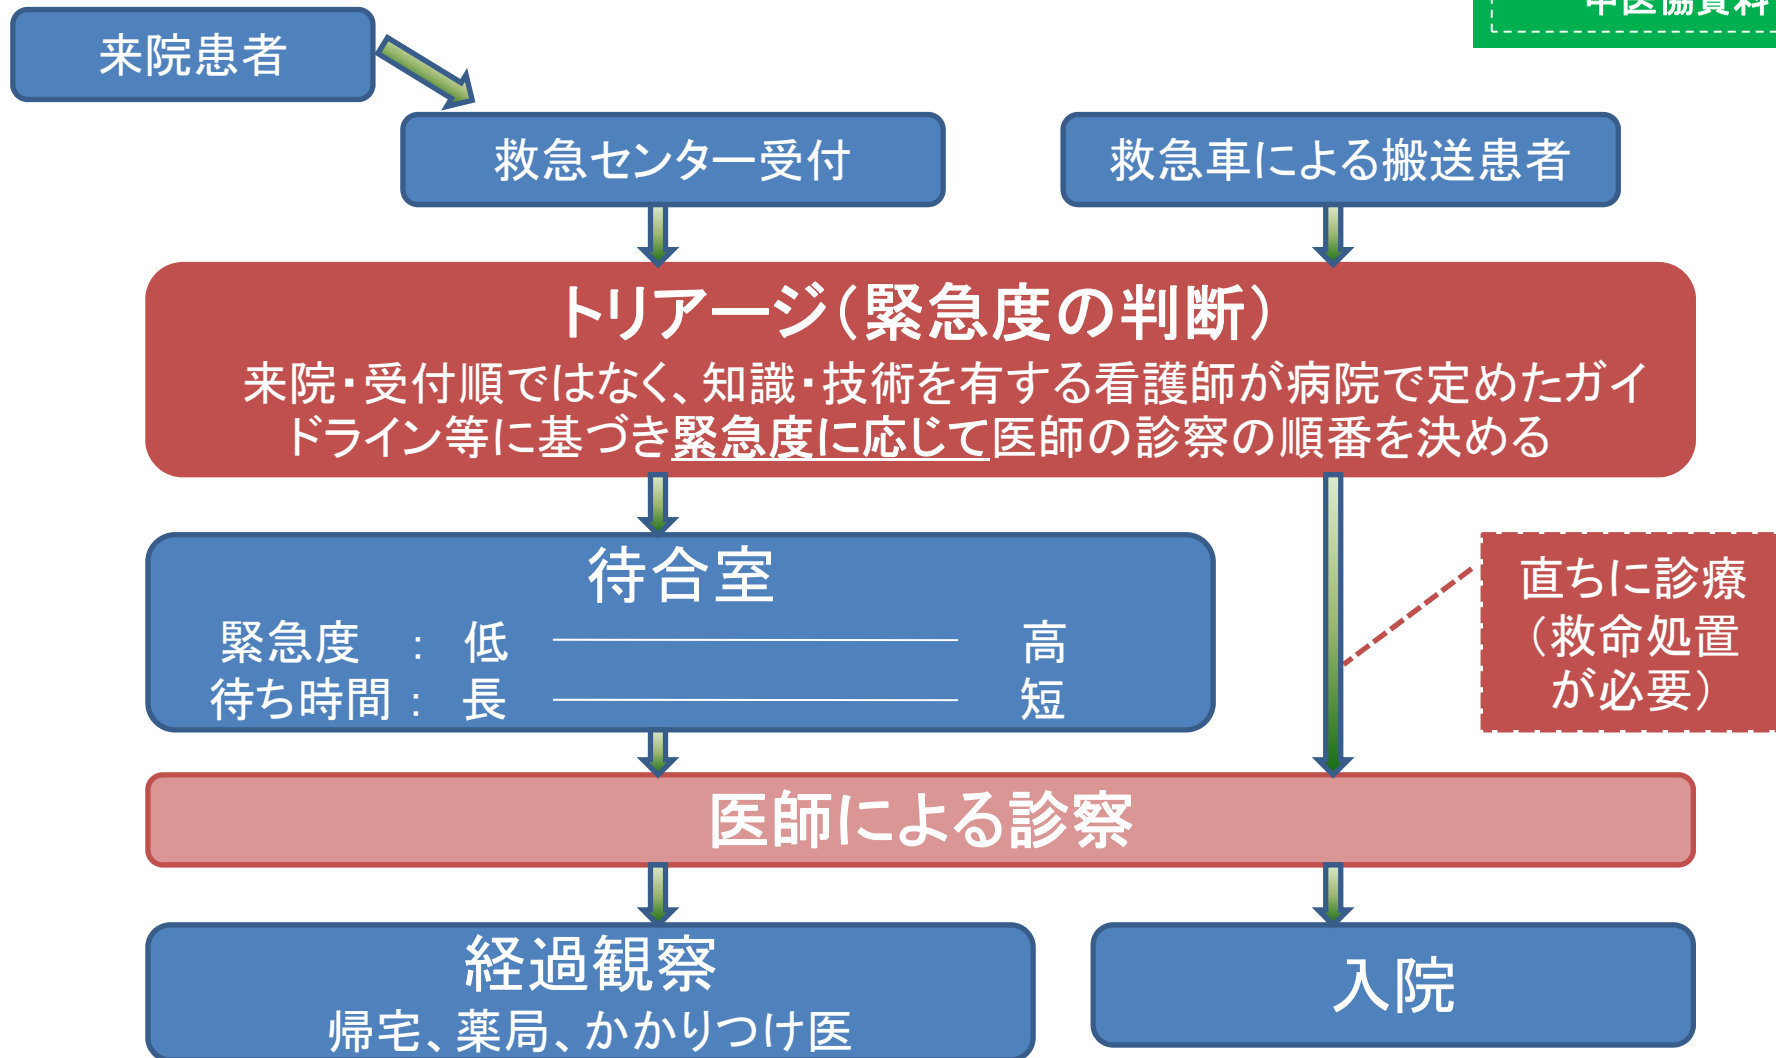 中医協資料
来院患者
救急センター受付
救急車による搬送患者
トリアージ（緊急度の判断）
来院・受付順ではなく、知識・技術を有する看護師が病院で定めたガイ
ドライン等に基づき緊急度に応じて医師の診察の順番を決める
待合室
緊急度 : 低 高
待ち時間 : 長 短
直ちに診療
（救命処置
が必要）
医師による診察
経過観察
帰宅、薬局、かかりつけ医
入院